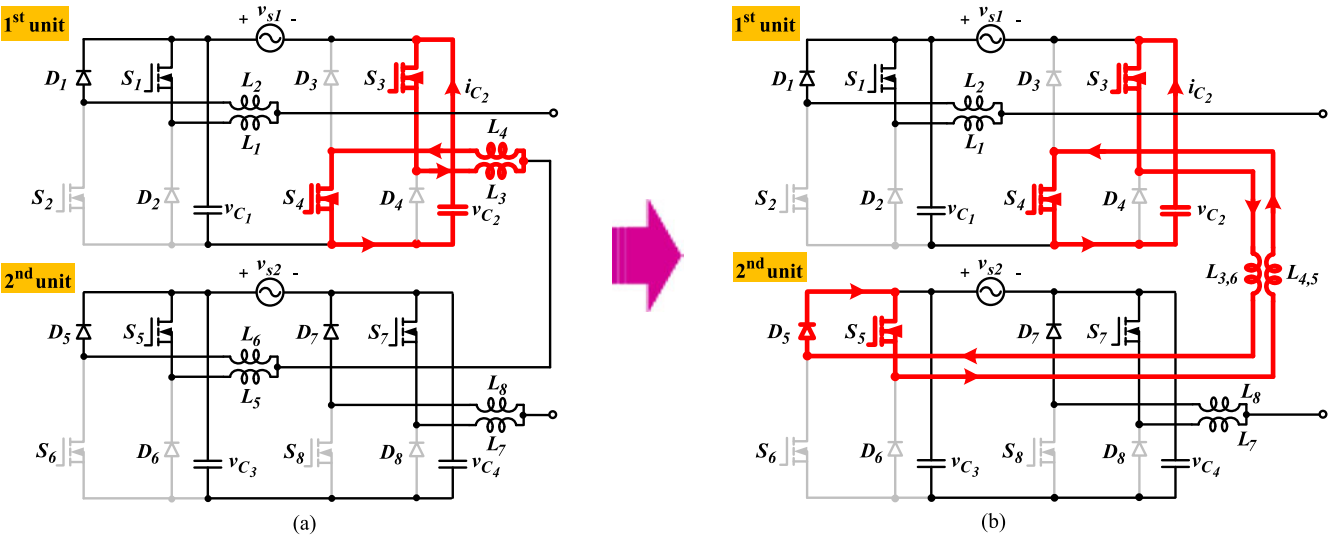 1st unit
+ vs1 -
D1
S1
L2
L1
D3
S3
iC2
L4
L3
S2
D2
vC1
S4
D4
vC2
2nd unit
+ vs2 -
D5
S5
L6
L5
D7
S7
L8
L7
S6
D6
vC3
S8
D8
vC4
(a)
1st unit
+ vs1 -
D1
S1
L2
L1
D3
S3
iC2
S2
D2
vC1
S4
D4
vC2
L3,6
L4,5
2nd unit
+ vs2 -
D5
S5
D7
S7
L8
L7
S6
D6
vC3
S8
D8
vC4
(b)